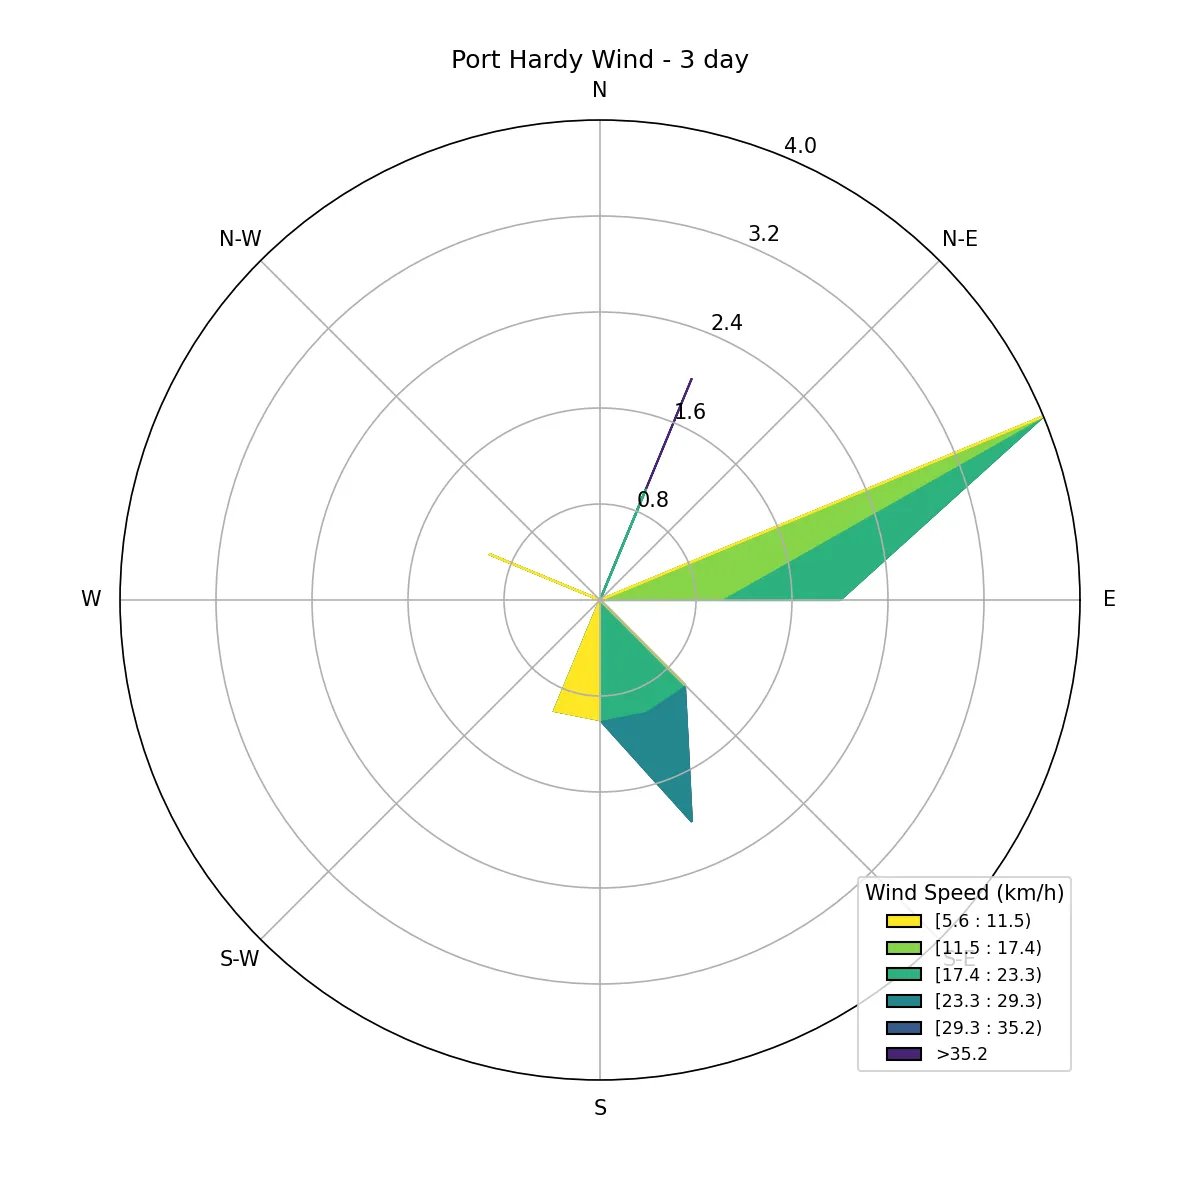 Port Hardy Wind - 3 day
N
4.0
3.2
N-W
N-E
2.4
1.6
0.8
W
E
S-W
S-E
Wind Speed (km/h)
[5.6 : 11.5)
[11.5 : 17.4)
[17.4 : 23.3)
[23.3 : 29.3)
[29.3 : 35.2)
>35.2
S